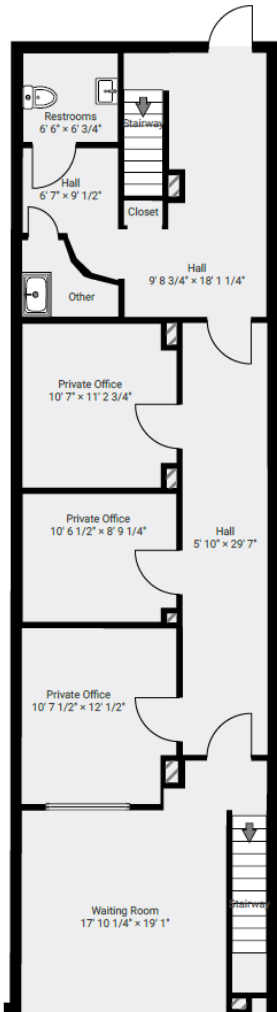 Restrooms
6' 6" × 6' 3/4"
Stairway
Hall
6' 7" × 9' 1/2"
Closet
Hall
9' 8 3/4" × 18' 1 1/4"
Other
Private Office
10' 7" × 11' 2 3/4"
Private Office
10' 6 1/2" × 8' 9 1/4"
Hall
5' 10" × 29' 7"
Private Office
10' 7 1/2" × 12' 1/2"
Stairway
Waiting Room
17' 10 1/4" × 19' 1"